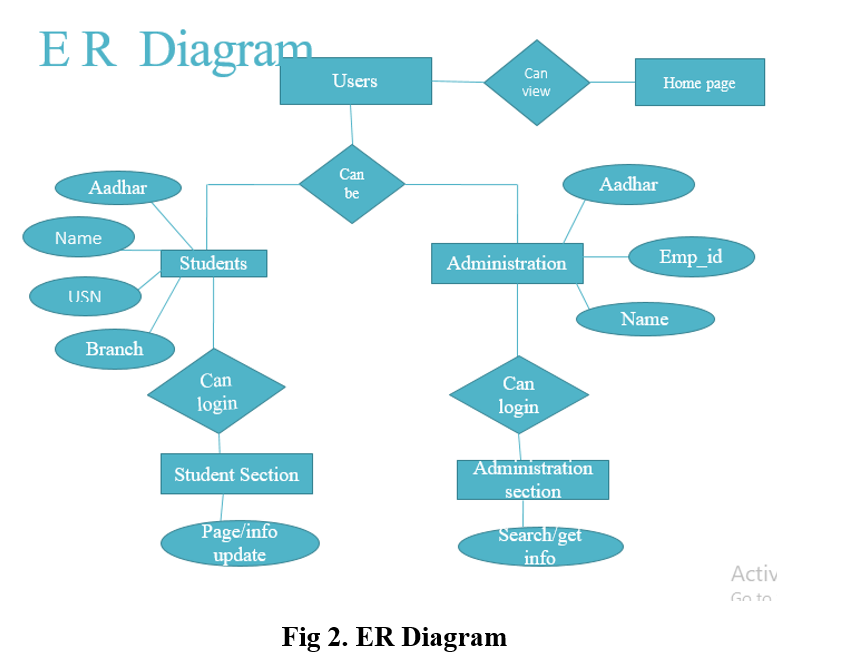 E R Diagram
Users
Can
view
Home page
Can
be
Aadhar
Name
USN
Branch
Students
Administration
Aadhar
Emp_id
Name
Can
login
Can
login
Student Section
Administration
section
Page/info
update
Search/get
info
Activ
Go to
Fig 2. ER Diagram